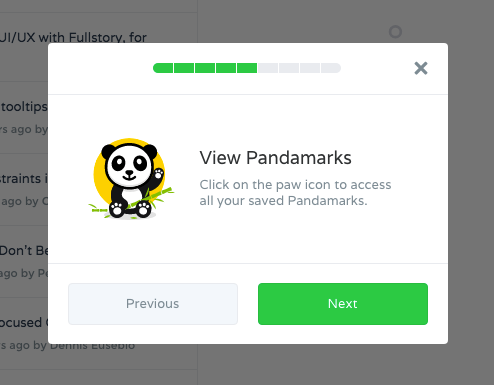 UI/UX with Fullstory, for
View Pandamarks
Click on the paw icon to access
all your saved Pandamarks.
tooltips
rs ago by
straints i
ago by C
Don't Be
ago by Pe
ocused
s ago by Dennis Eusebio
Previous
Next